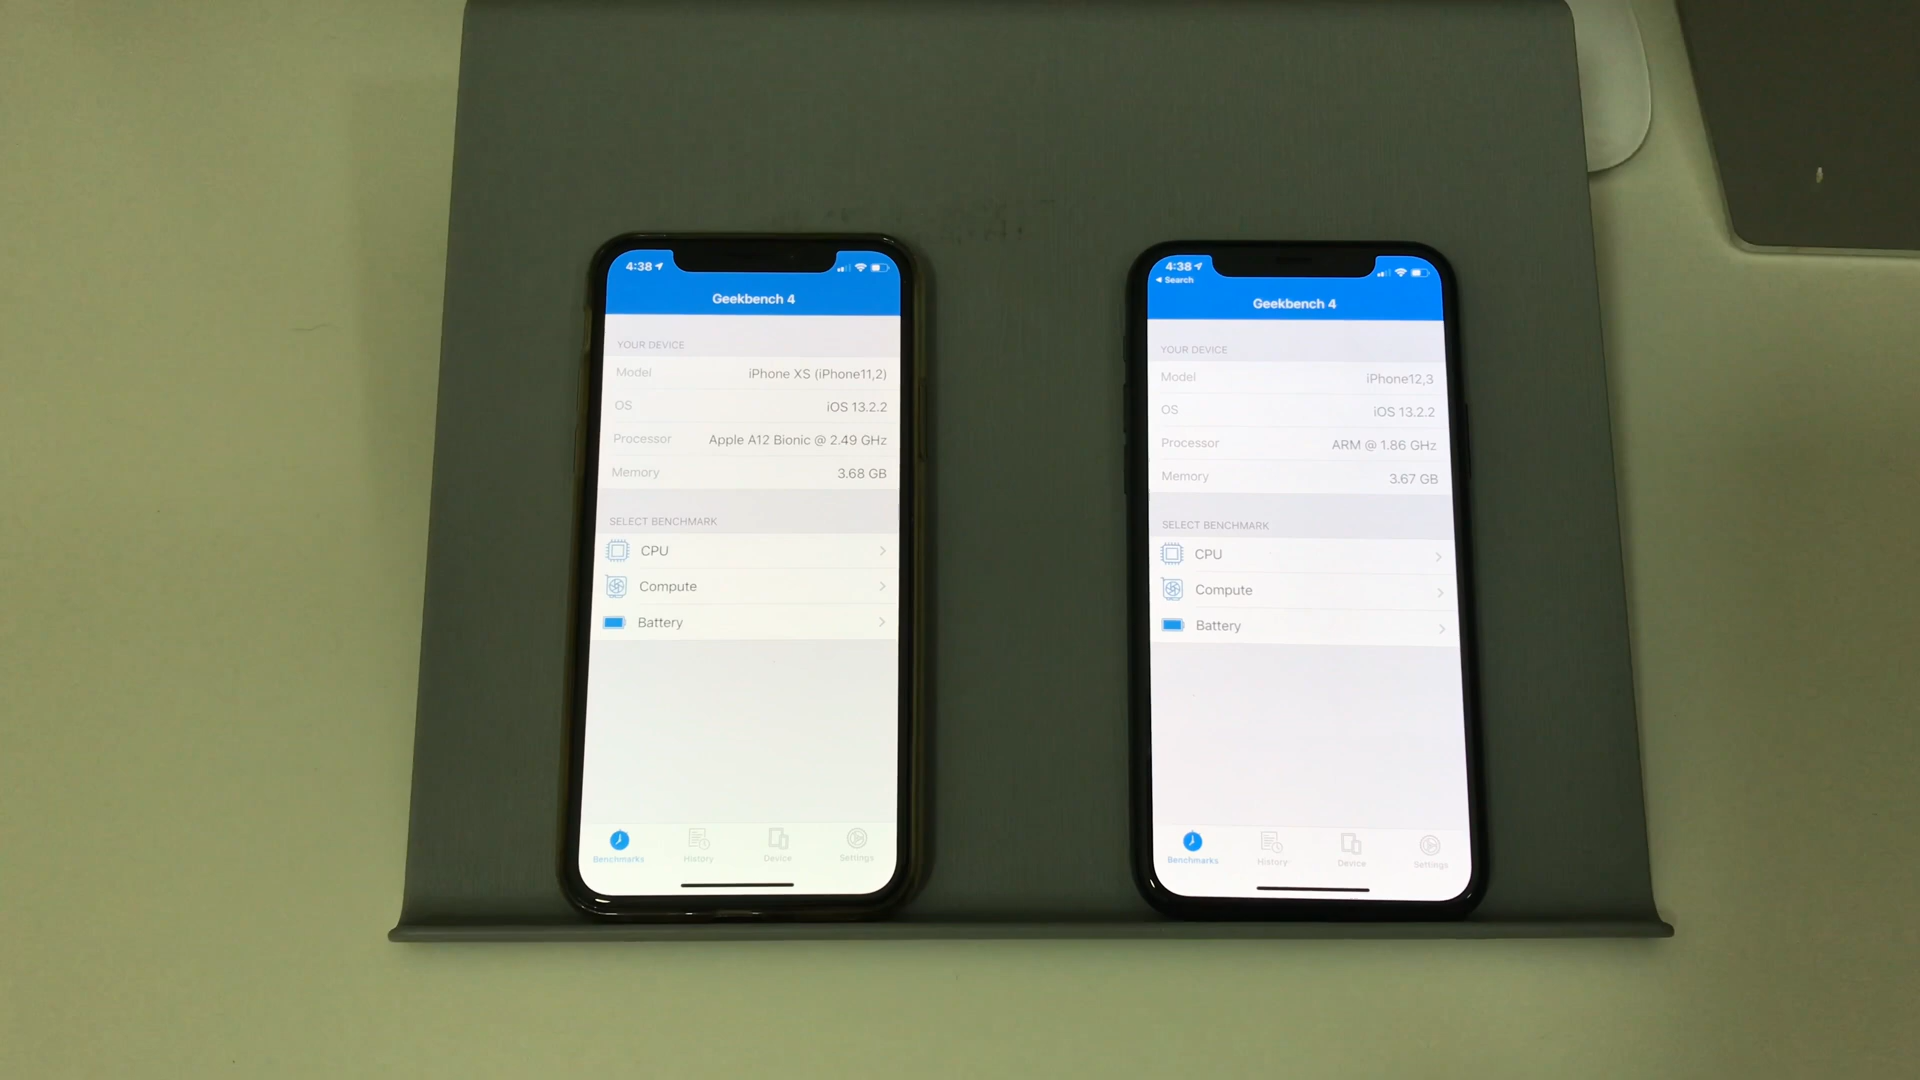 4:38
Geekbench 4
YOUR DEVICE
Model iPhone XS (iPhone11,2)
OS iOS 13.2.2
Processor Apple A12 Bionic @ 2.49 GHz
Memory 3.68 GB
SELECT BENCHMARK
CPU
Compute
Battery
Benchmarks History Device Settings
4:38
Search
Geekbench 4
YOUR DEVICE
Model iPhone12,3
OS iOS 13.2.2
Processor ARM @ 1.86 GHz
Memory 3.67 GB
SELECT BENCHMARK
CPU
Compute
Battery
Benchmarks History Device Settings